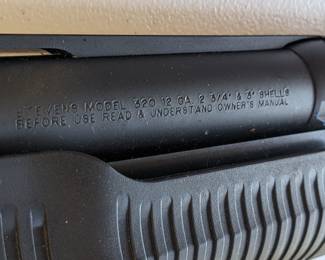 STEVENS MODEL 320 12 GA. 2 3/4" & 3" SHELLS
BEFORE USE READ & UNDERSTAND OWNER'S MANUAL